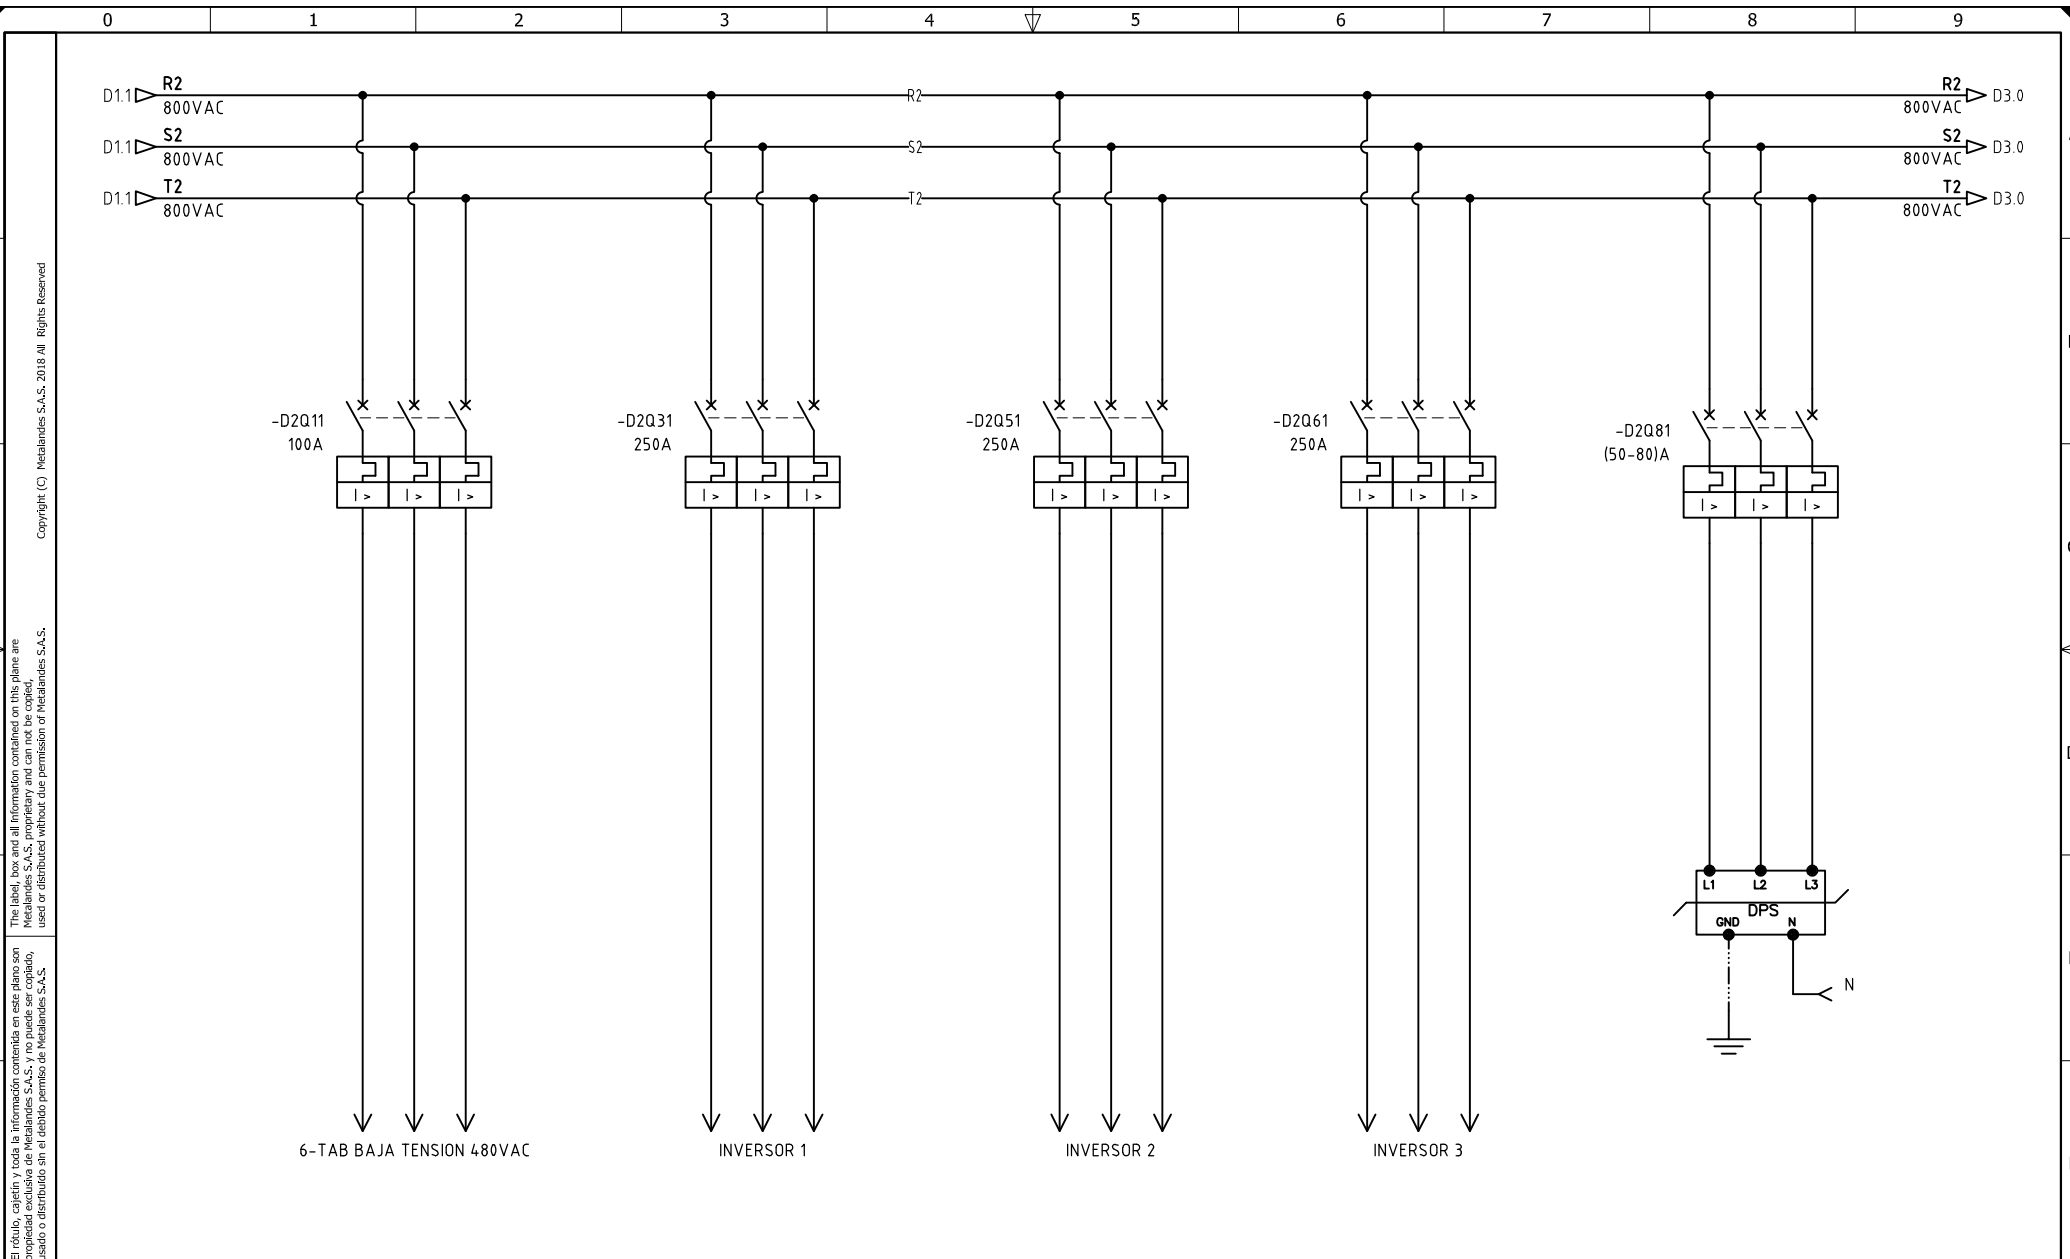 0 1 2 3 4 5 6 7 8 9
D1.1 R2 R2 R2 D3.0
800VAC 800VAC
D1.1 S2 S2 S2 D3.0
800VAC 800VAC
D1.1 T2 T2 T2 D3.0
800VAC 800VAC
-D2Q11 -D2Q31 -D2Q51 -D2Q61 -D2Q81
100A 250A 250A 250A (50-80)A
I > I > I > I > I > I > I > I > I > I > I > I > I > I > I >
L1 L2 L3
DPS
GND N
N
6-TAB BAJA TENSION 480VAC INVERSOR 1 INVERSOR 2 INVERSOR 3
Copyright (C) Metalandes S.A.S. 2018 All Rights Reserved
The label, box and all information contained on this plane are
Metalandes S.A.S. proprietary and can not be copied,
used or distributed without due permission of Metalandes S.A.S.
El rótulo, cajetín y toda la información contenida en este plano son
propiedad exclusiva de Metalandes S.A.S. y no puede ser copiado,
usado o distribuido sin el debido permiso de Metalandes S.A.S.